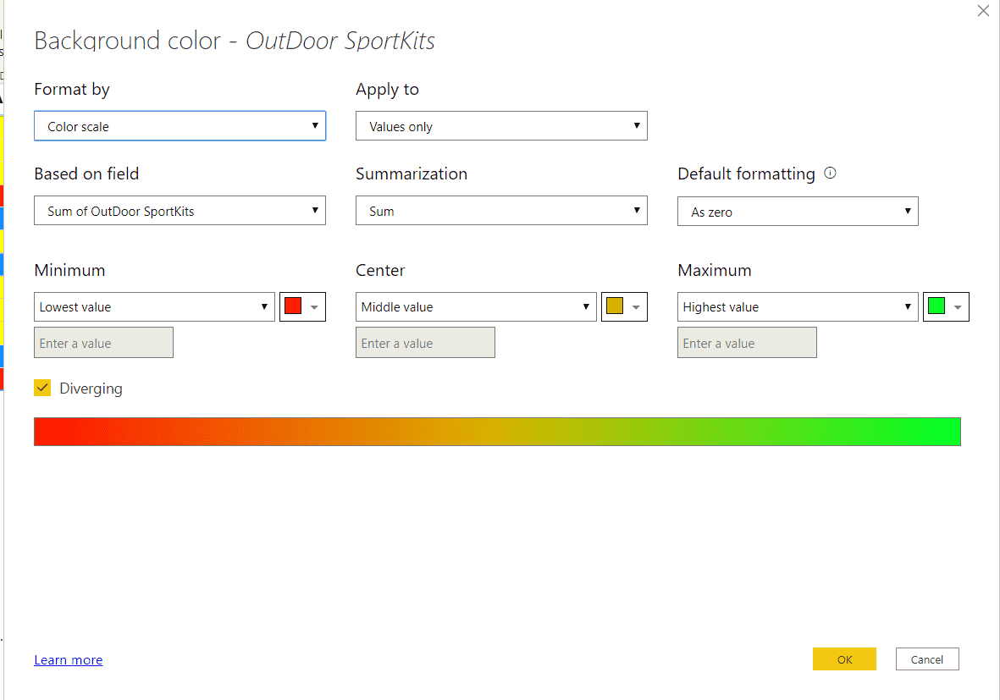 Background color - OutDoor SportKits
Format by
Apply to
Color scale
Values only
Based on field
Summarization
Default formatting
Sum of OutDoor SportKits
Sum
As zero
Minimum
Center
Maximum
Lowest value
Middle value
Highest value
Enter a value
Enter a value
Enter a value
Diverging
Learn more
OK
Cancel